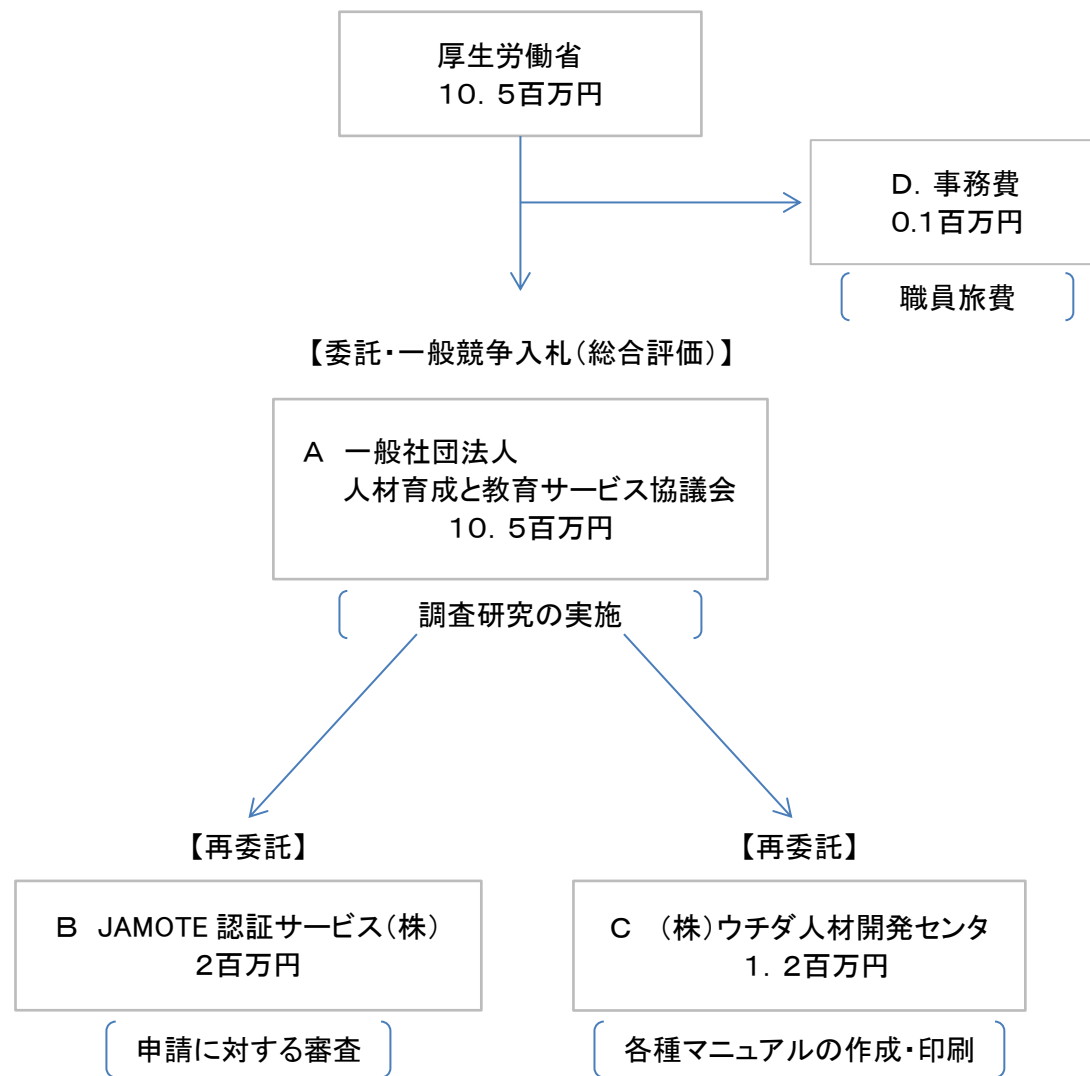 厚生労働省
１０．５百万円
D．事務費
0.1百万円
職員旅費
【委託・一般競争入札（総合評価）】
A　一般社団法人
人材育成と教育サービス協議会
１０．５百万円
調査研究の実施
【再委託】
【再委託】
B　JAMOTE 認証サービス（株）
２百万円
C　（株）ウチダ人材開発センタ
１．２百万円
申請に対する審査
各種マニュアルの作成・印刷